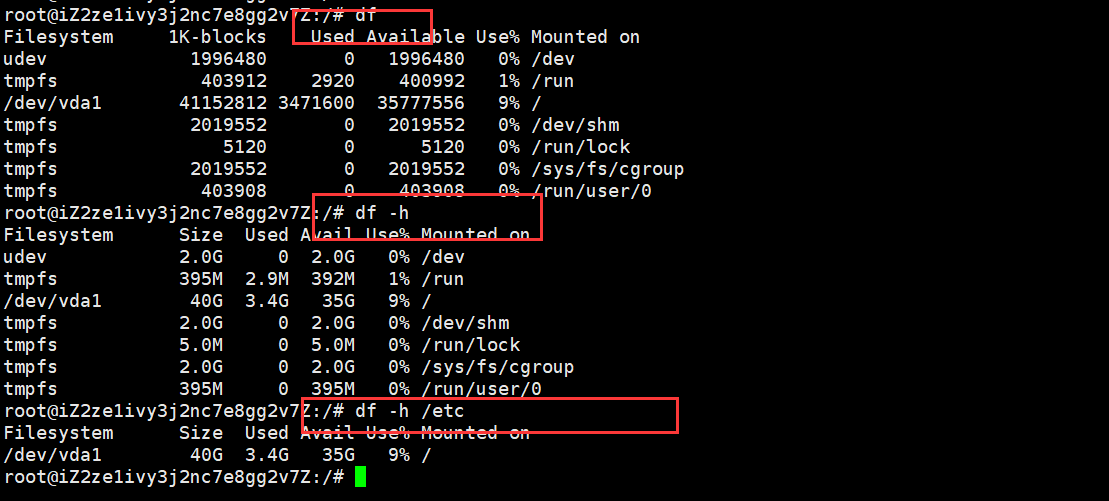 root@iZ2ze1ivy3j2nc7e8gg2v7Z:/# df
Filesystem     1K-blocks    Used Available Use% Mounted on
udev             1996480       0   1996480   0% /dev
tmpfs             403912    2920    400992   1% /run
/dev/vda1       41152812 3471600  35777556   9% /
tmpfs            2019552       0   2019552   0% /dev/shm
tmpfs               5120       0      5120   0% /run/lock
tmpfs            2019552       0   2019552   0% /sys/fs/cgroup
tmpfs             403908       0    403908   0% /run/user/0
root@iZ2ze1ivy3j2nc7e8gg2v7Z:/# df -h
Filesystem      Size  Used Avail Use% Mounted on
udev            2.0G     0  2.0G   0% /dev
tmpfs           395M  2.9M  392M   1% /run
/dev/vda1        40G  3.4G   35G   9% /
tmpfs           2.0G     0  2.0G   0% /dev/shm
tmpfs           5.0M     0  5.0M   0% /run/lock
tmpfs           2.0G     0  2.0G   0% /sys/fs/cgroup
tmpfs           395M     0  395M   0% /run/user/0
root@iZ2ze1ivy3j2nc7e8gg2v7Z:/# df -h /etc
Filesystem      Size  Used Avail Use% Mounted on
/dev/vda1        40G  3.4G   35G   9% /
root@iZ2ze1ivy3j2nc7e8gg2v7Z:/#